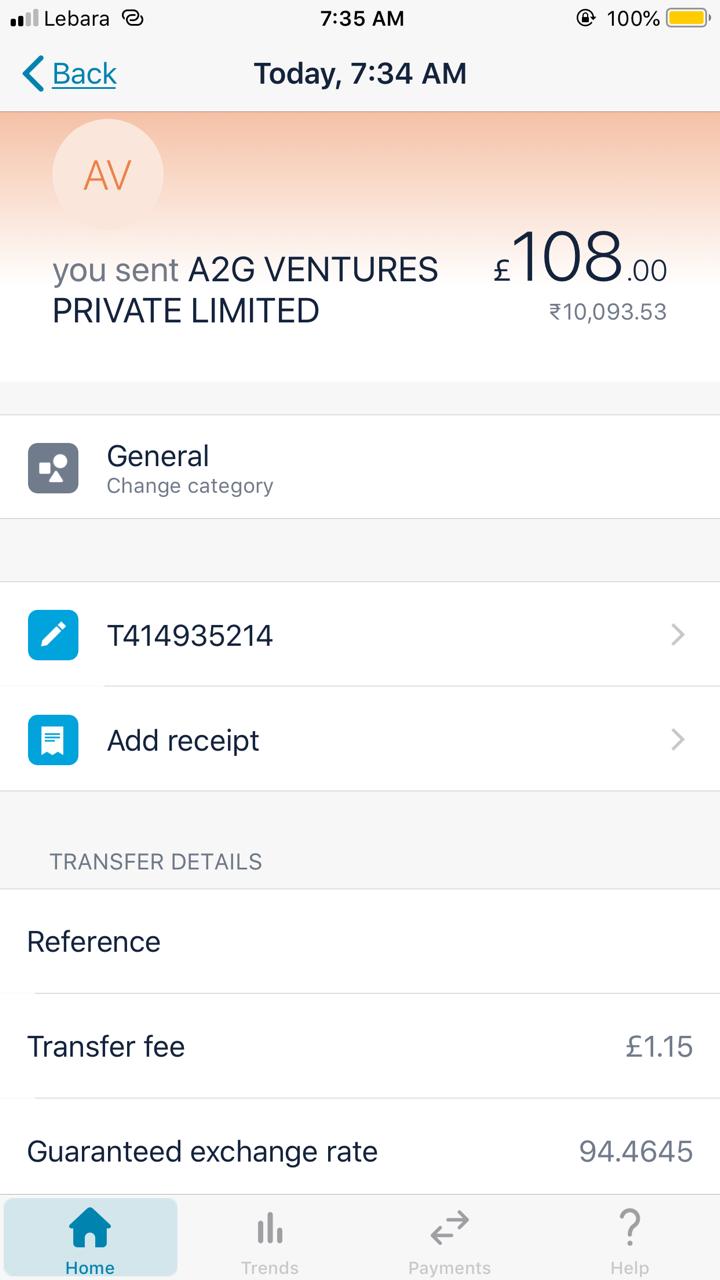 Lebara 7:35 AM 100%
Back Today, 7:34 AM
AV
you sent A2G VENTURES
PRIVATE LIMITED
£108.00
₹10,093.53
General
Change category
T414935214
Add receipt
TRANSFER DETAILS
Reference
Transfer fee £1.15
Guaranteed exchange rate 94.4645
Home Trends Payments Help